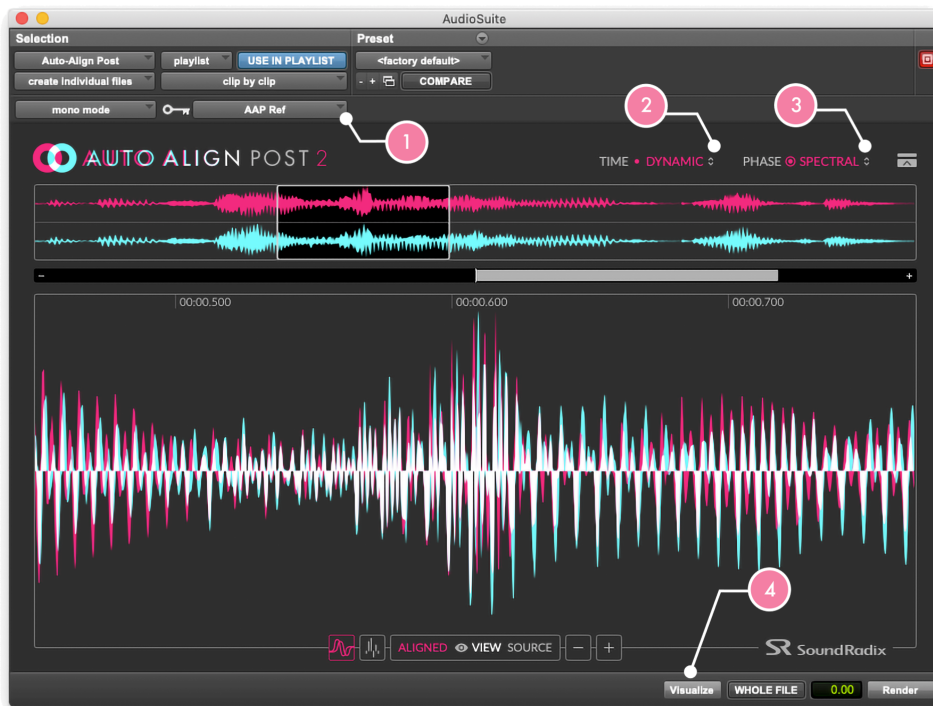 AudioSuite
Selection Preset
Auto-Align Post playlist USE IN PLAYLIST <factory default>
create individual files clip by clip - + COMPARE
mono mode AAP Ref
1
2
3
AUTO ALIGN POST 2
TIME • DYNAMIC PHASE SPECTRAL
- +
00:00.500 00:00.600 00:00.700
4
ALIGNED VIEW SOURCE - +
SR SoundRadix
Visualize WHOLE FILE 0.00 Render